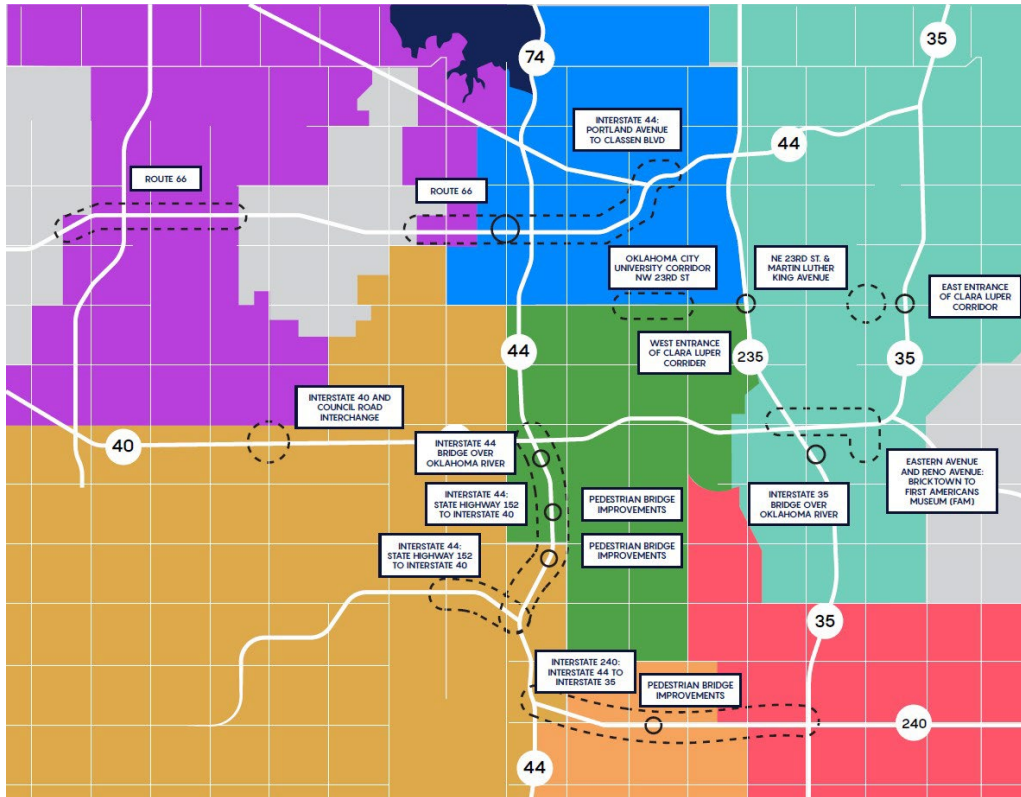 35
74
INTERSTATE 44:
PORTLAND AVENUE
TO CLASSEN BLVD
44
ROUTE 66
ROUTE 66
OKLAHOMA CITY
UNIVERSITY CORRIDOR
NW 23RD ST
NE 23RD ST. &
MARTIN LUTHER
KING AVENUE
EAST ENTRANCE
OF CLARA LUPER
CORRIDOR
WEST ENTRANCE
OF CLARA LUPER
CORRIDER
44
235
35
INTERSTATE 40 AND
COUNCIL ROAD
INTERCHANGE
40
INTERSTATE 44
BRIDGE OVER
OKLAHOMA RIVER
EASTERN AVENUE
AND RENO AVENUE:
BRICKTOWN TO
FIRST AMERICANS
MUSEUM (FAM)
INTERSTATE 44:
STATE HIGHWAY 152
TO INTERSTATE 40
PEDESTRIAN BRIDGE
IMPROVEMENTS
INTERSTATE 35
BRIDGE OVER
OKLAHOMA RIVER
INTERSTATE 44:
STATE HIGHWAY 152
TO INTERSTATE 40
PEDESTRIAN BRIDGE
IMPROVEMENTS
35
INTERSTATE 240:
INTERSTATE 44 TO
INTERSTATE 35
PEDESTRIAN BRIDGE
IMPROVEMENTS
240
44